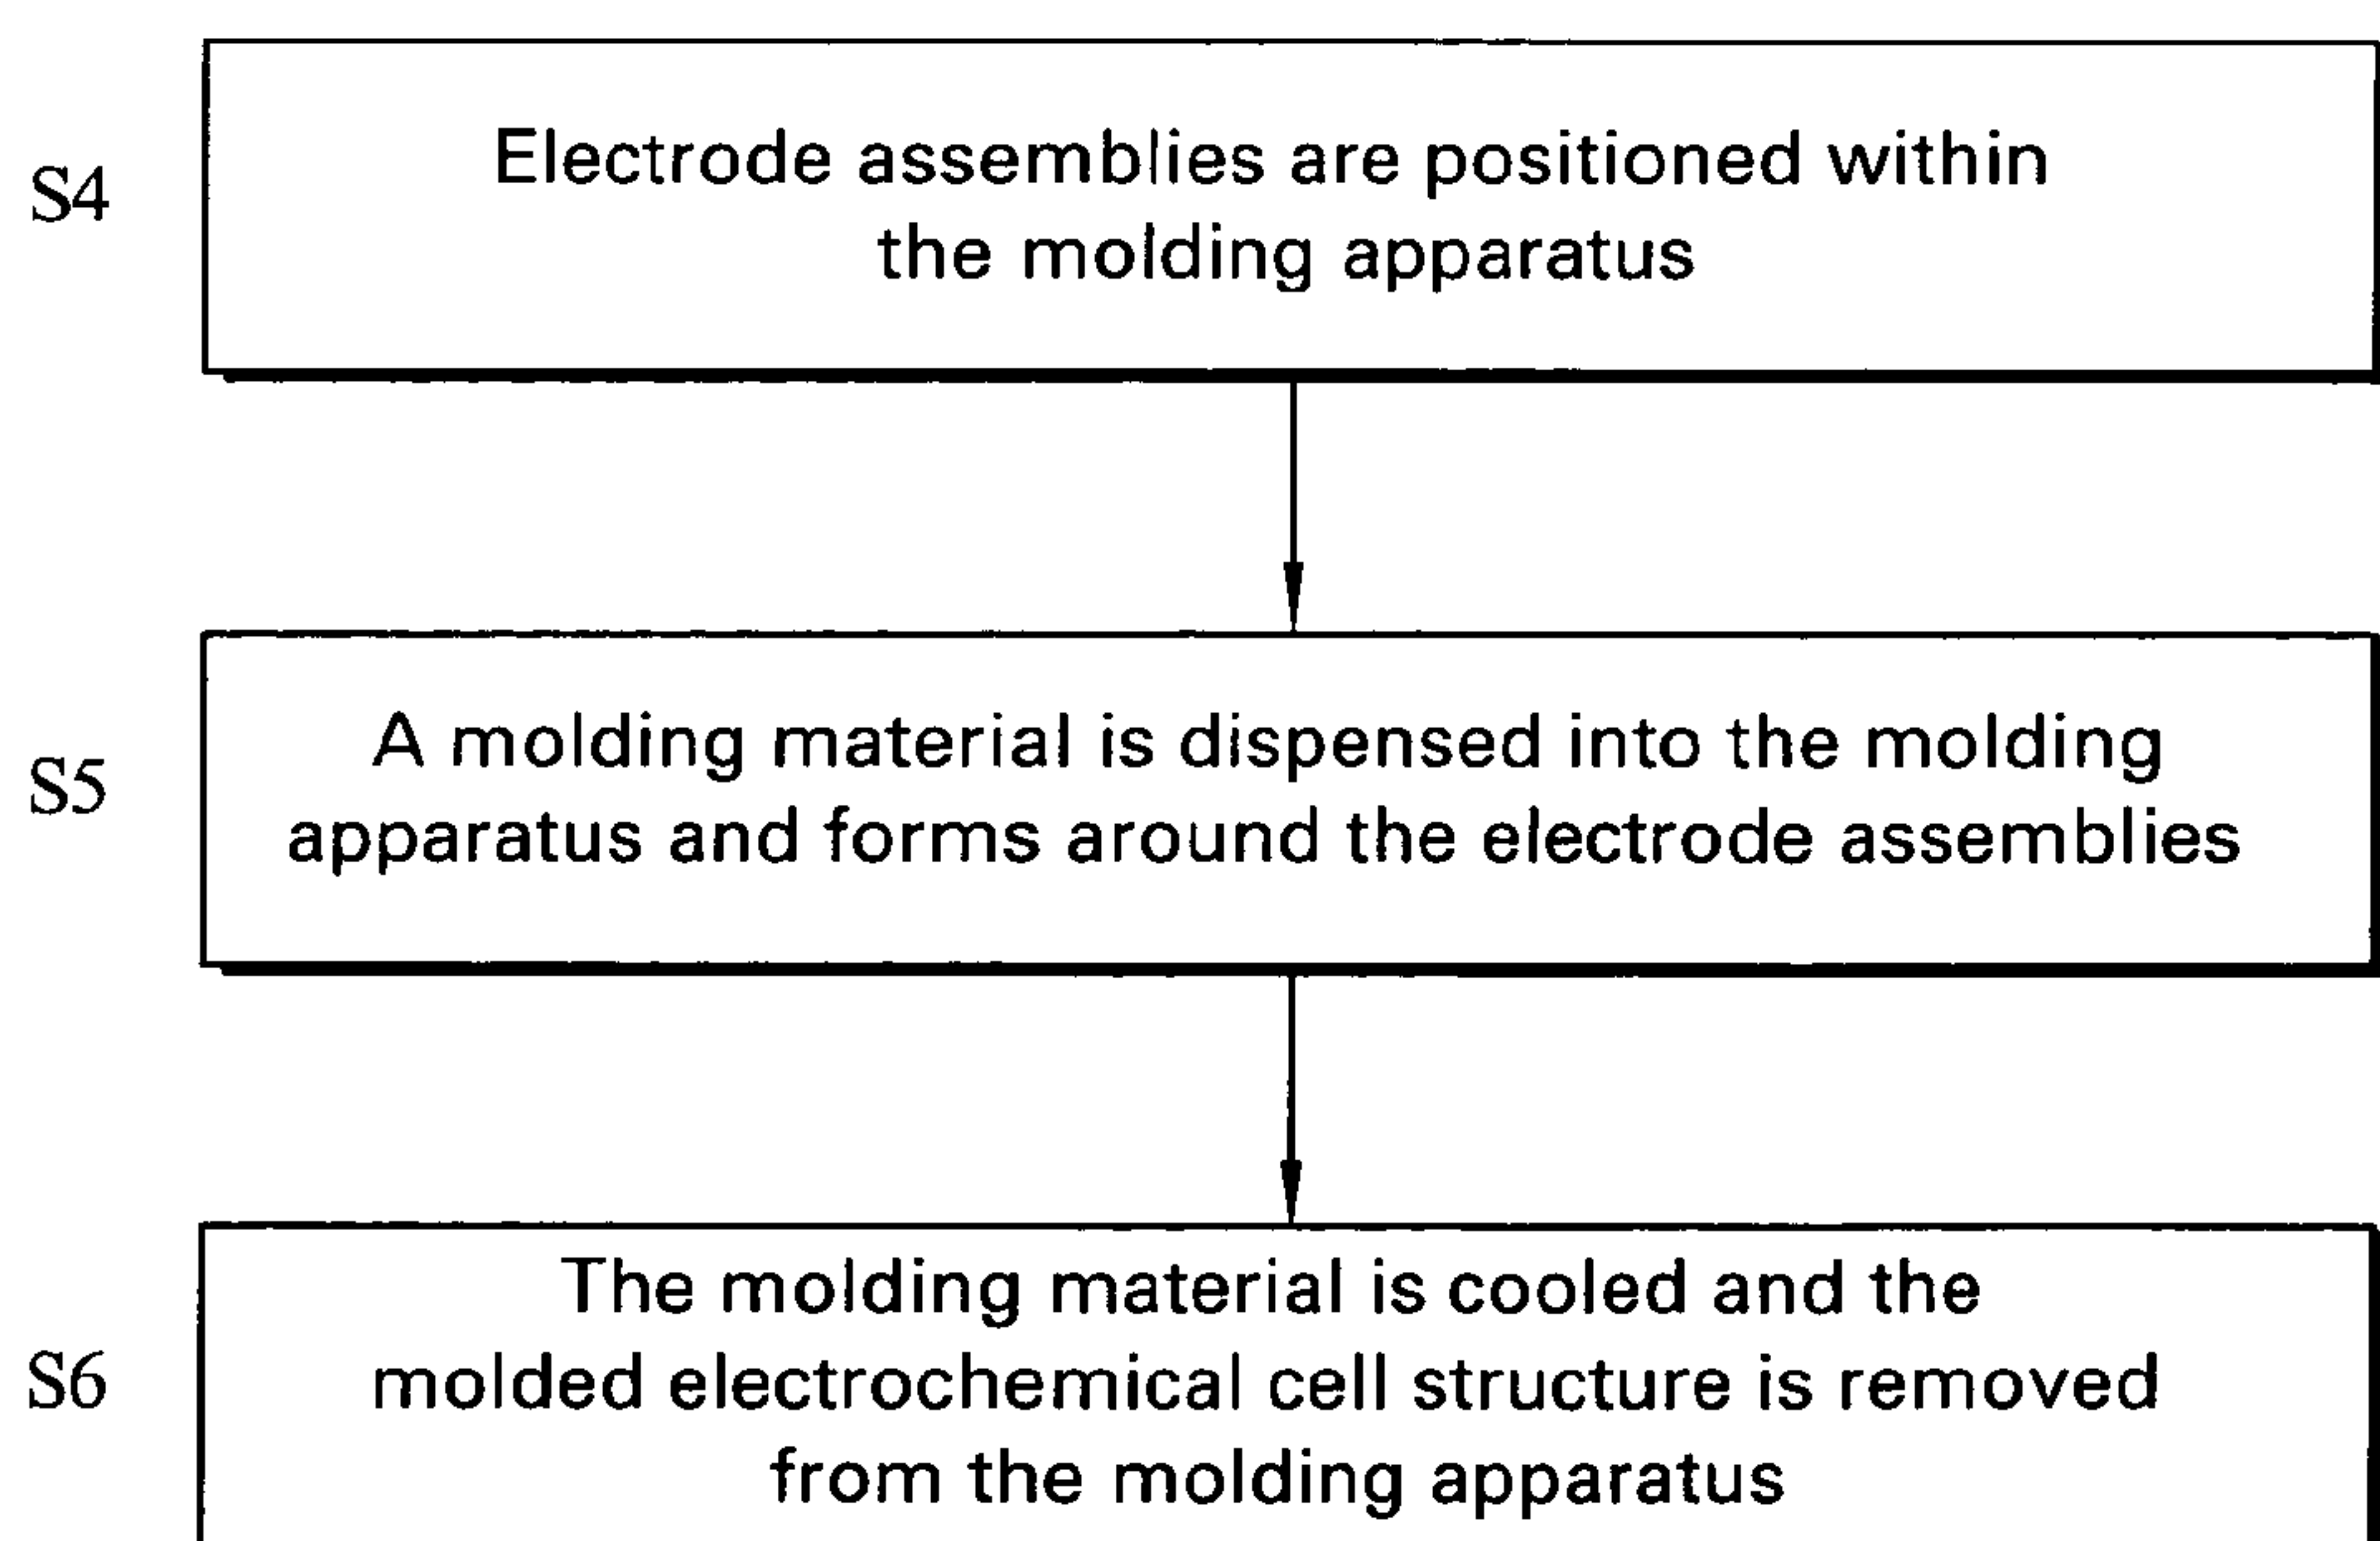 S4
Electrode assemblies are positioned within
the molding apparatus
S5
A molding material is dispensed into the molding
apparatus and forms around the electrode assemblies
S6
The molding material is cooled and the
molded electrochemical cell structure is removed
from the molding apparatus